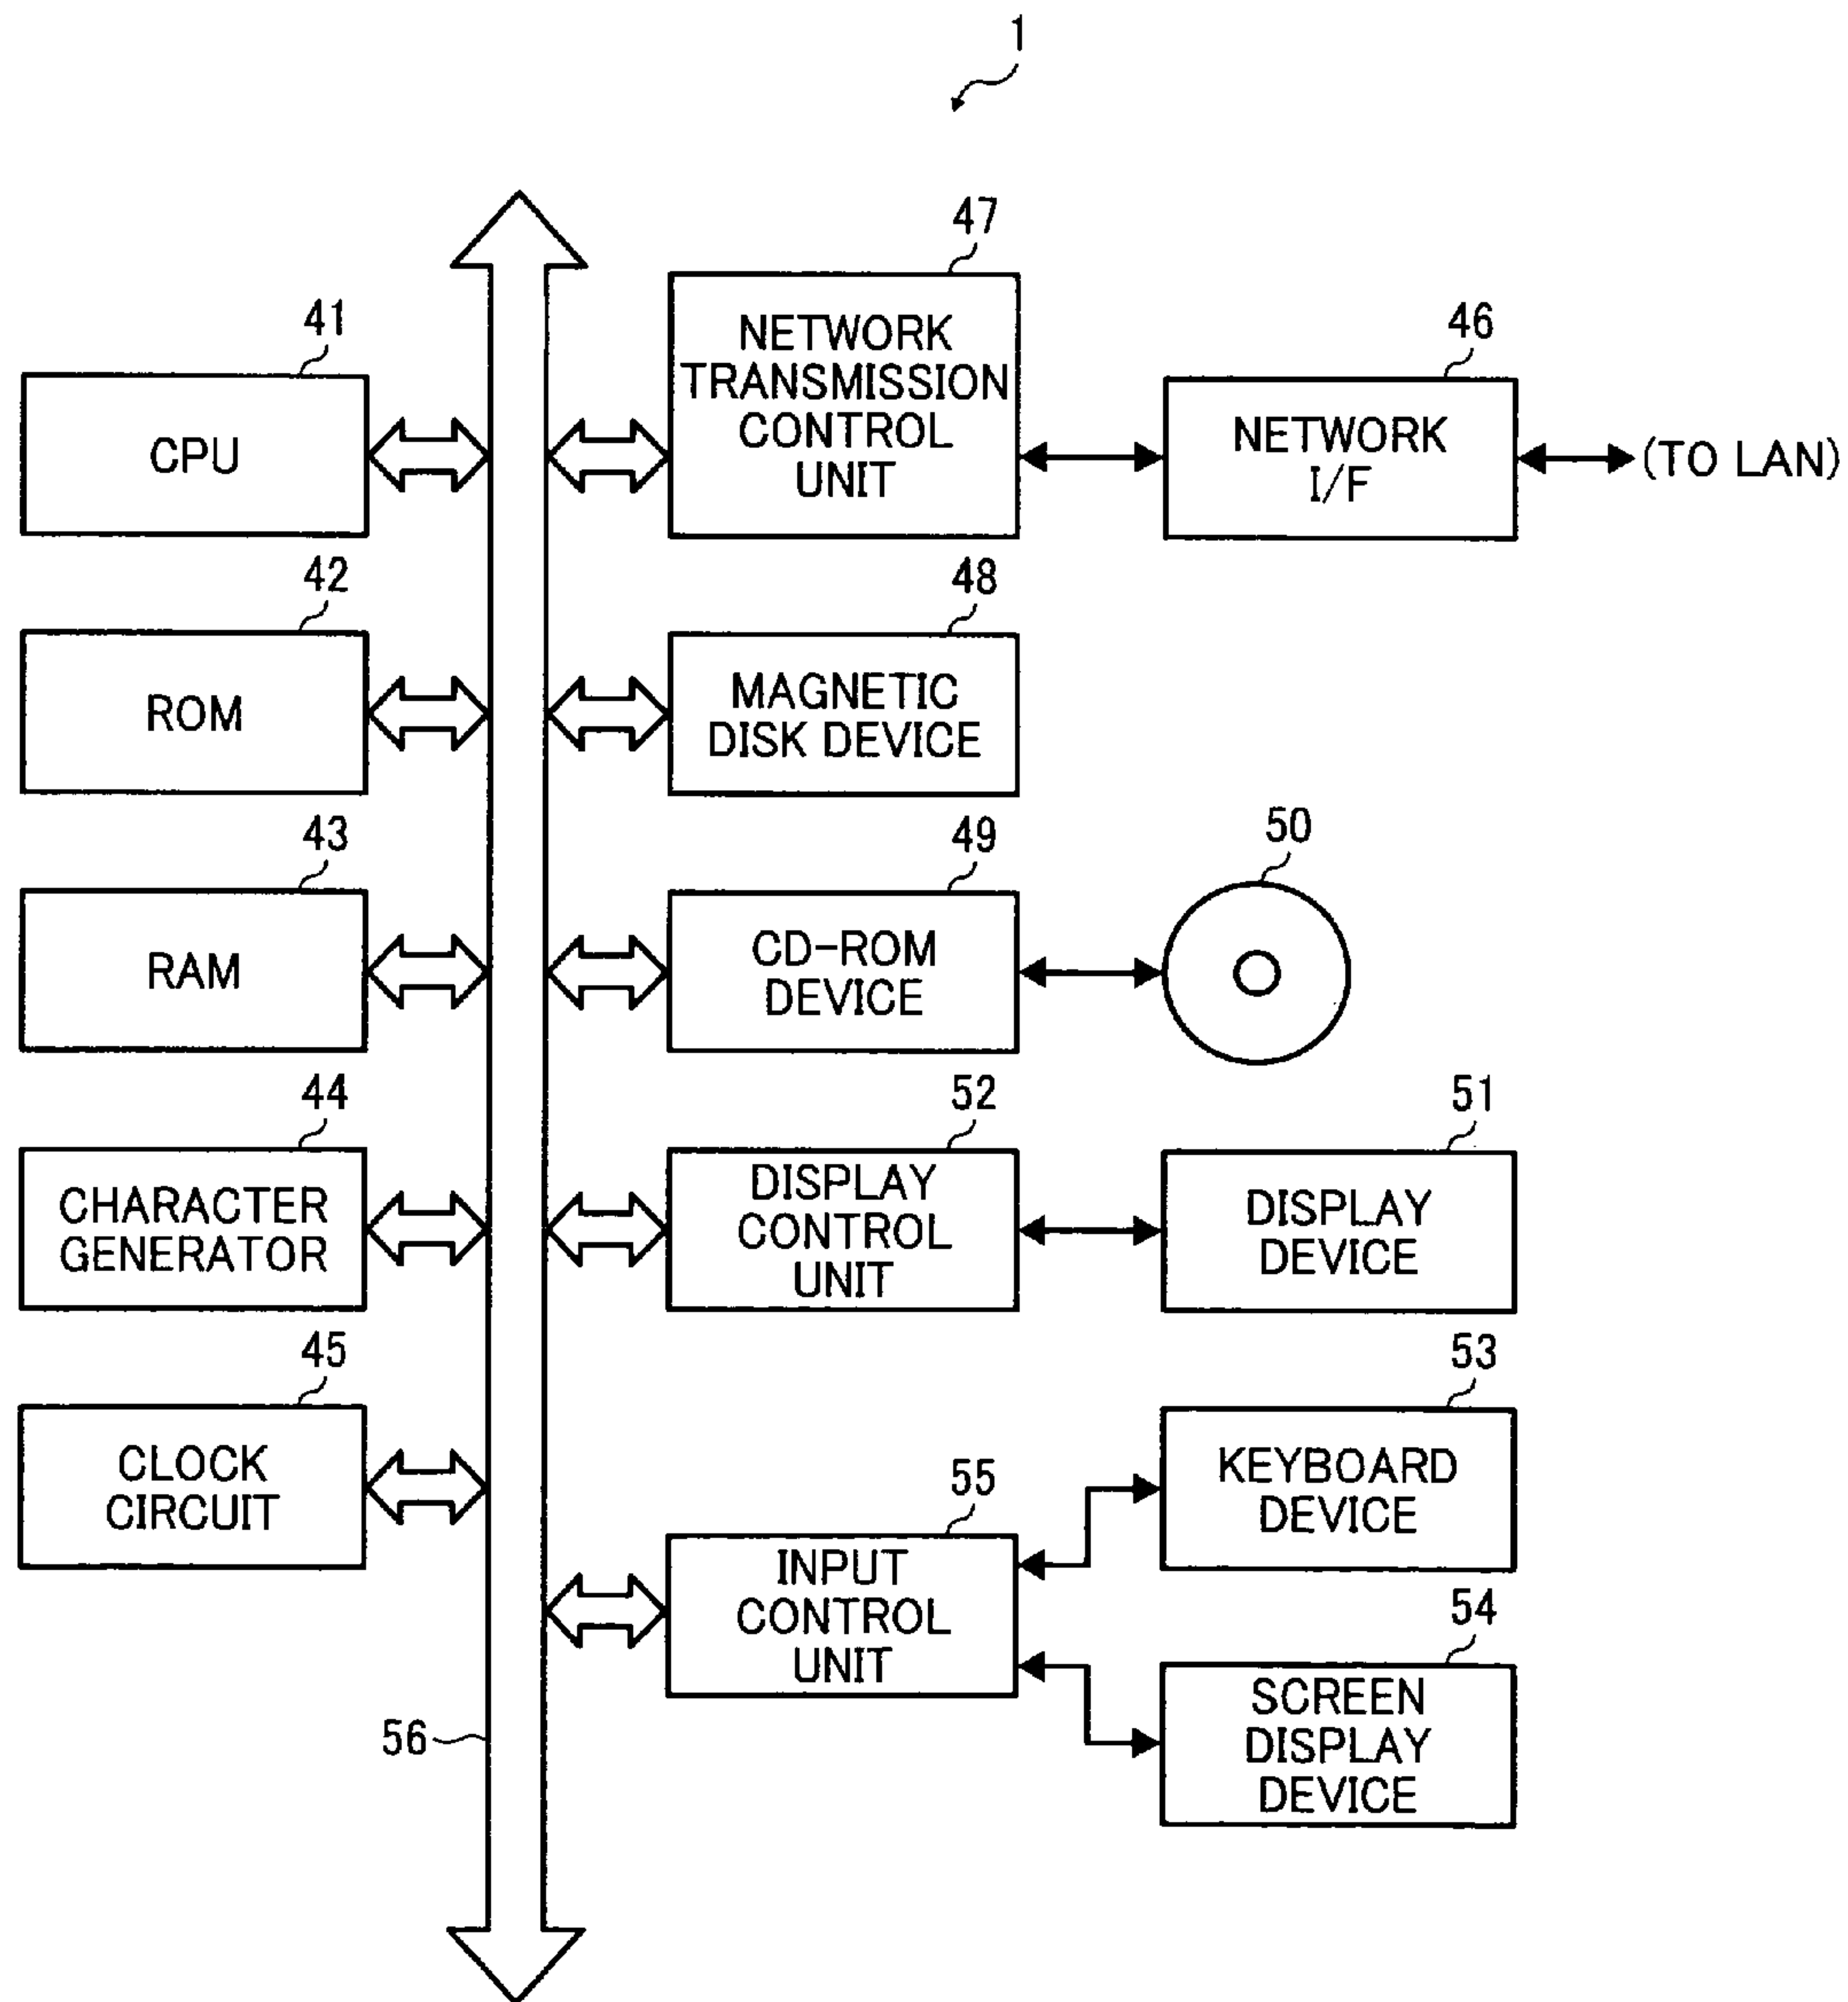 1
47
NETWORK
TRANSMISSION
CONTROL
UNIT
41
CPU
46
NETWORK
I/F
(TO LAN)
42
ROM
48
MAGNETIC
DISK DEVICE
43
RAM
49
CD-ROM
DEVICE
50
44
CHARACTER
GENERATOR
52
DISPLAY
CONTROL
UNIT
51
DISPLAY
DEVICE
45
CLOCK
CIRCUIT
53
KEYBOARD
DEVICE
55
INPUT
CONTROL
UNIT
54
SCREEN
DISPLAY
DEVICE
56